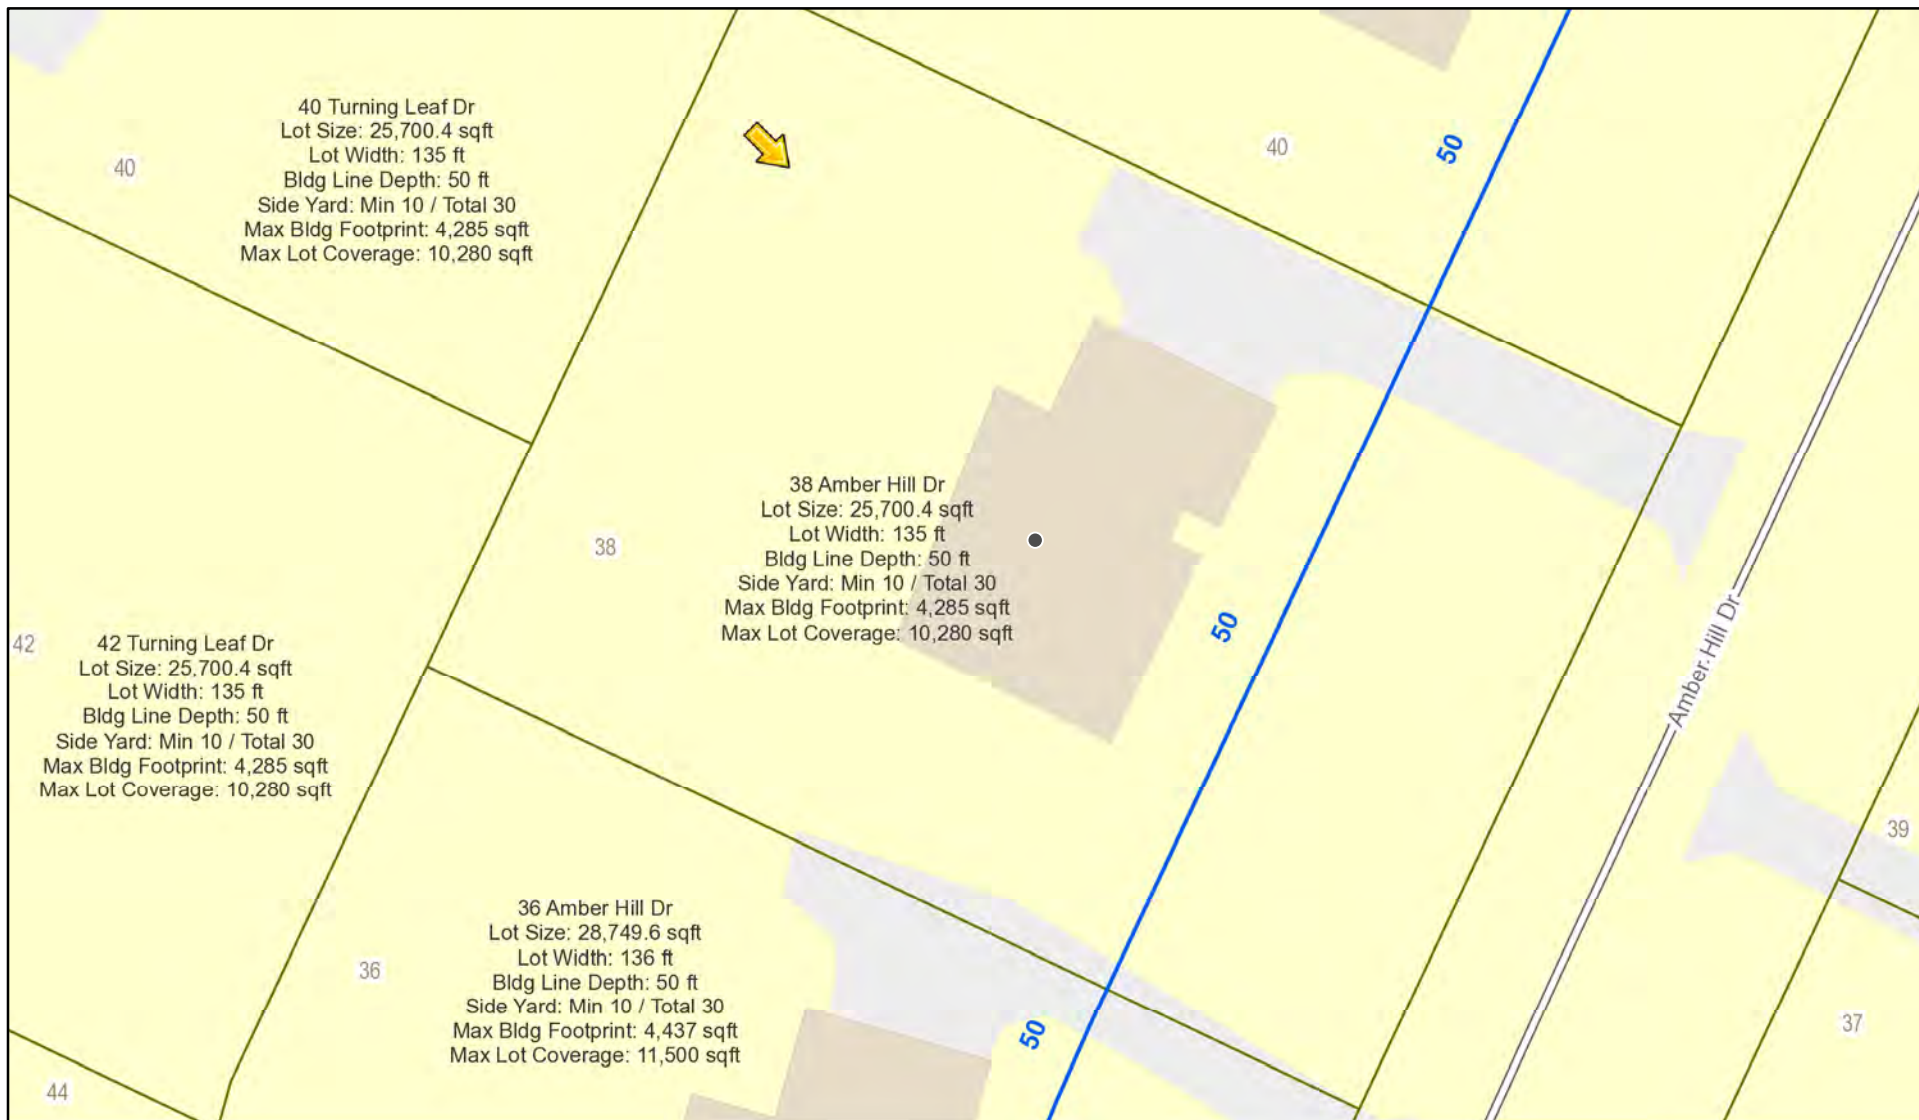 40 Turning Leaf Dr
Lot Size: 25,700.4 sqft
Lot Width: 135 ft
Bldg Line Depth: 50 ft
Side Yard: Min 10 / Total 30
Max Bldg Footprint: 4,285 sqft
Max Lot Coverage: 10,280 sqft
40
40
50
38 Amber Hill Dr
Lot Size: 25,700.4 sqft
Lot Width: 135 ft
Bldg Line Depth: 50 ft
Side Yard: Min 10 / Total 30
Max Bldg Footprint: 4,285 sqft
Max Lot Coverage: 10,280 sqft
38
50
42
42 Turning Leaf Dr
Lot Size: 25,700.4 sqft
Lot Width: 135 ft
Bldg Line Depth: 50 ft
Side Yard: Min 10 / Total 30
Max Bldg Footprint: 4,285 sqft
Max Lot Coverage: 10,280 sqft
Amber Hill Dr
39
36 Amber Hill Dr
Lot Size: 28,749.6 sqft
Lot Width: 136 ft
Bldg Line Depth: 50 ft
Side Yard: Min 10 / Total 30
Max Bldg Footprint: 4,437 sqft
Max Lot Coverage: 11,500 sqft
36
50
37
44